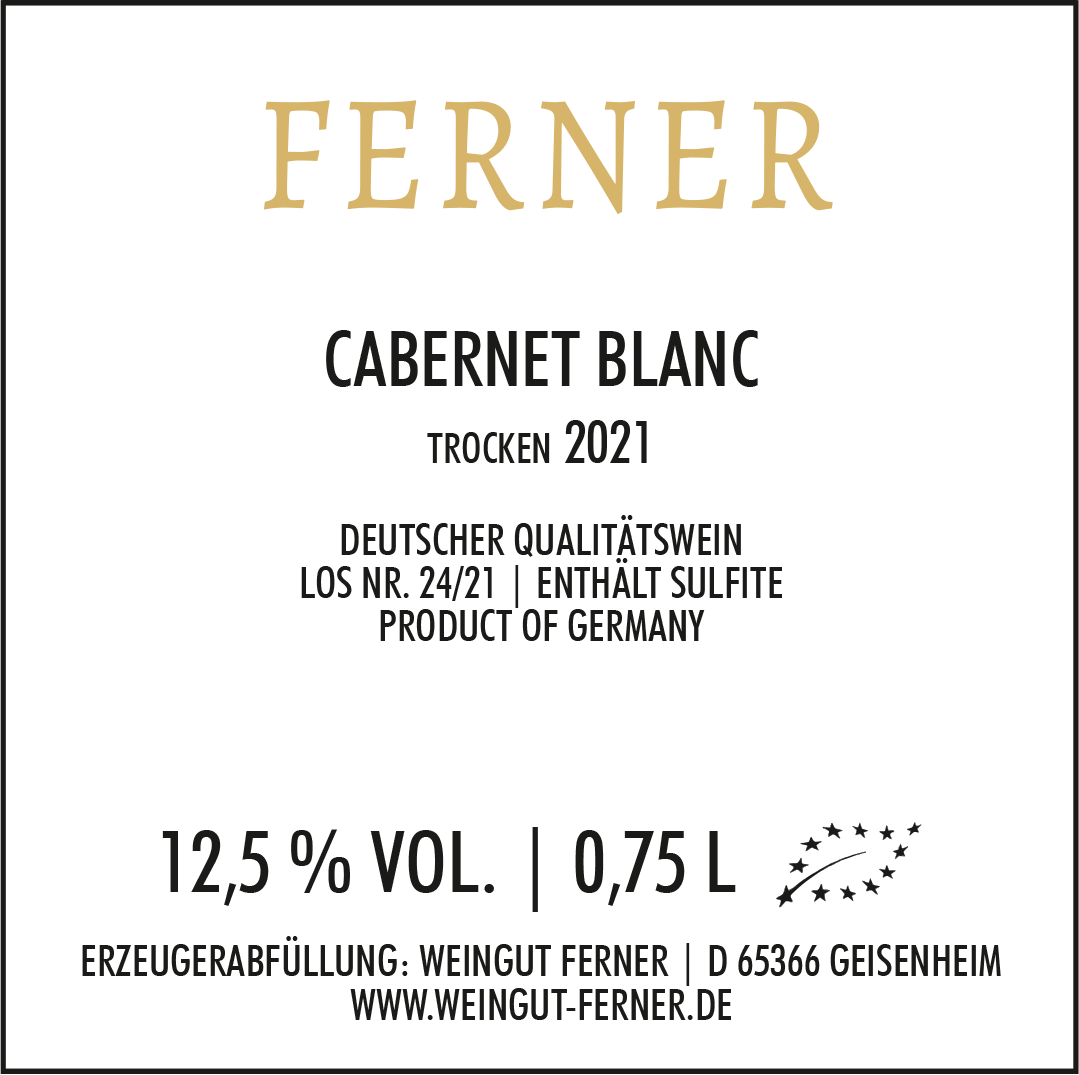 FERNER
CABERNET BLANC
TROCKEN 2021
DEUTSCHER QUALITÄTSWEIN
LOS NR. 24/21 | ENTHÄLT SULFITE
PRODUCT OF GERMANY
12,5 % VOL. | 0,75 L
ERZEUGERABFÜLLUNG: WEINGUT FERNER | D 65366 GEISENHEIM
WWW.WEINGUT-FERNER.DE